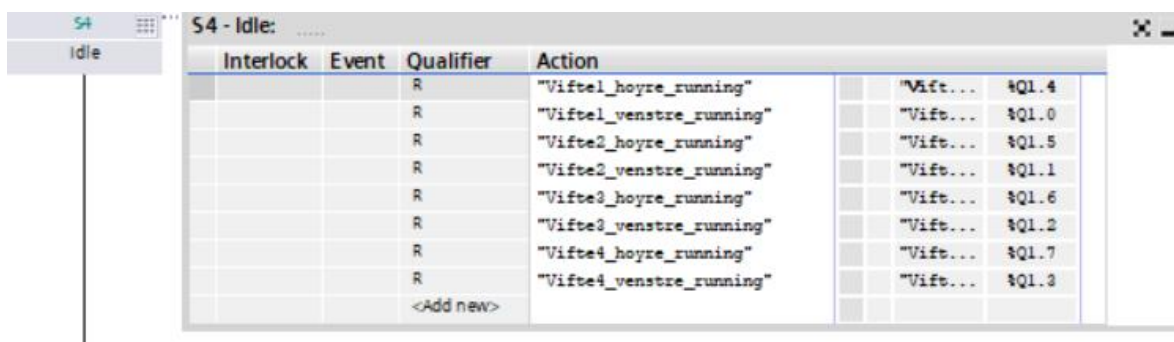 S4
Idle
S4 - Idle: .....
Interlock Event Qualifier Action
R "Vifte1_hoyre_running" "Vift... %Q1.4
R "Vifte1_venstre_running" "Vift... %Q1.0
R "Vifte2_hoyre_running" "Vift... %Q1.5
R "Vifte2_venstre_running" "Vift... %Q1.1
R "Vifte3_hoyre_running" "Vift... %Q1.6
R "Vifte3_venstre_running" "Vift... %Q1.2
R "Vifte4_hoyre_running" "Vift... %Q1.7
R "Vifte4_venstre_running" "Vift... %Q1.3
<Add new>